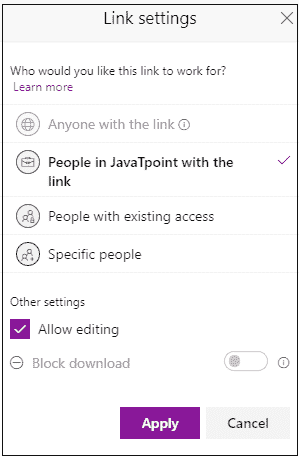 Link settings
Who would you like this link to work for?
Learn more
Anyone with the link
People in JavaTpoint with the
link
People with existing access
Specific people
Other settings
Allow editing
Block download
Apply Cancel